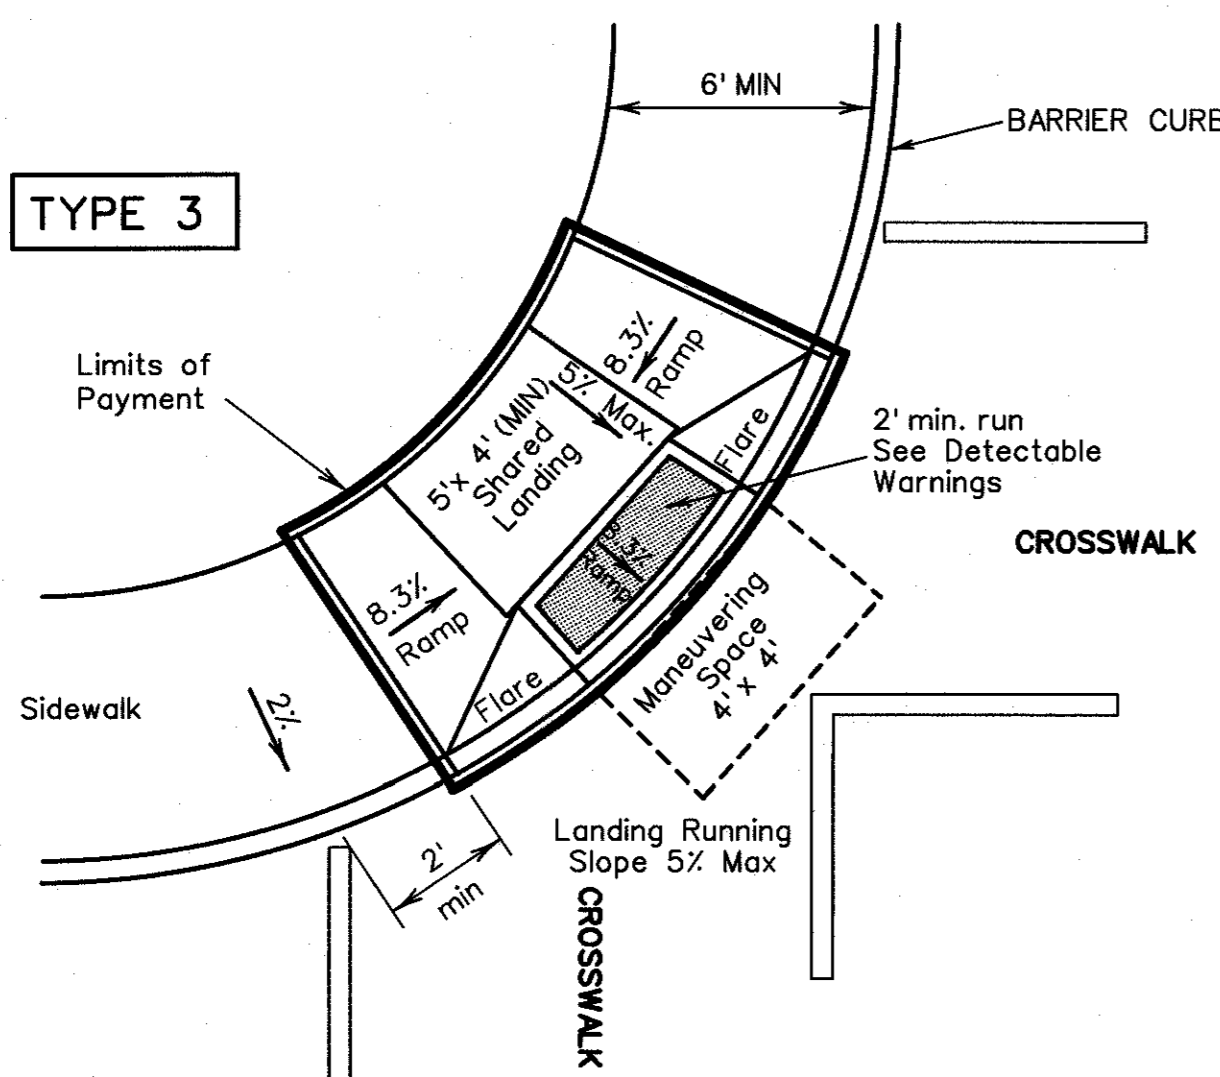 6' MIN
BARRIER CURB
TYPE 3
8.3%
Ramp
Limits of
Payment
5% Max.
5' x 4' (MIN)
Shared
Landing
Flare
2' min. run
See Detectable
Warnings
CROSSWALK
8.3%
Ramp
8.3%
Ramp
Maneuvering
Space
4' x 4'
Flare
Sidewalk
2%
Landing Running
Slope 5% Max
2'
min
CROSSWALK